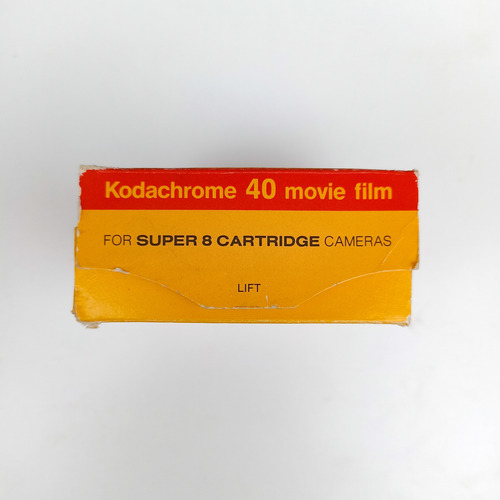 Kodachrome 40 movie film
FOR SUPER 8 CARTRIDGE CAMERAS
LIFT